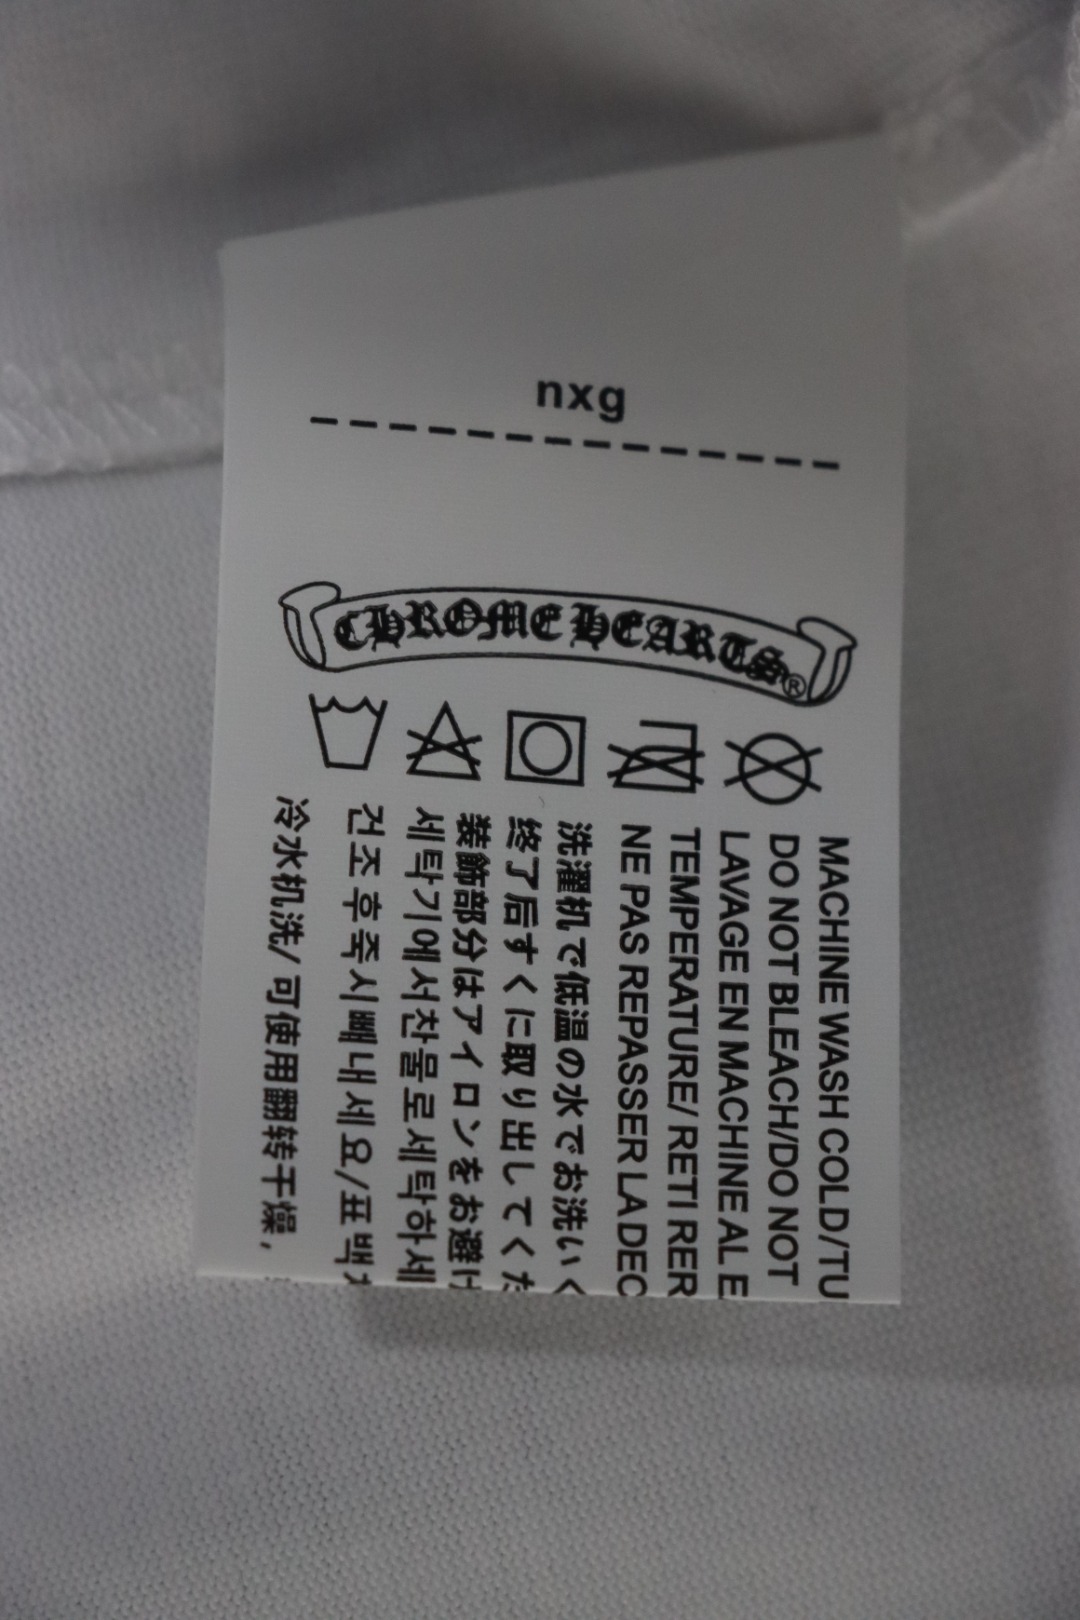 nxg
CHROME HEARTS®
MACHINE WASH COLD/TU
DO NOT BLEACH/DO NOT
LAVAGE EN MACHINE AL E
TEMPERATURE/ RETI RER
NE PAS REPASSER LA DEC
洗濯机で低温の水でお洗いく
終了后すぐに取り出してくだ
装飾部分はアイロンをお避け
세탁기에서찬물로세탁하세
건조후즉시빼내세요/표백
冷水机洗/可使用翻转干燥，